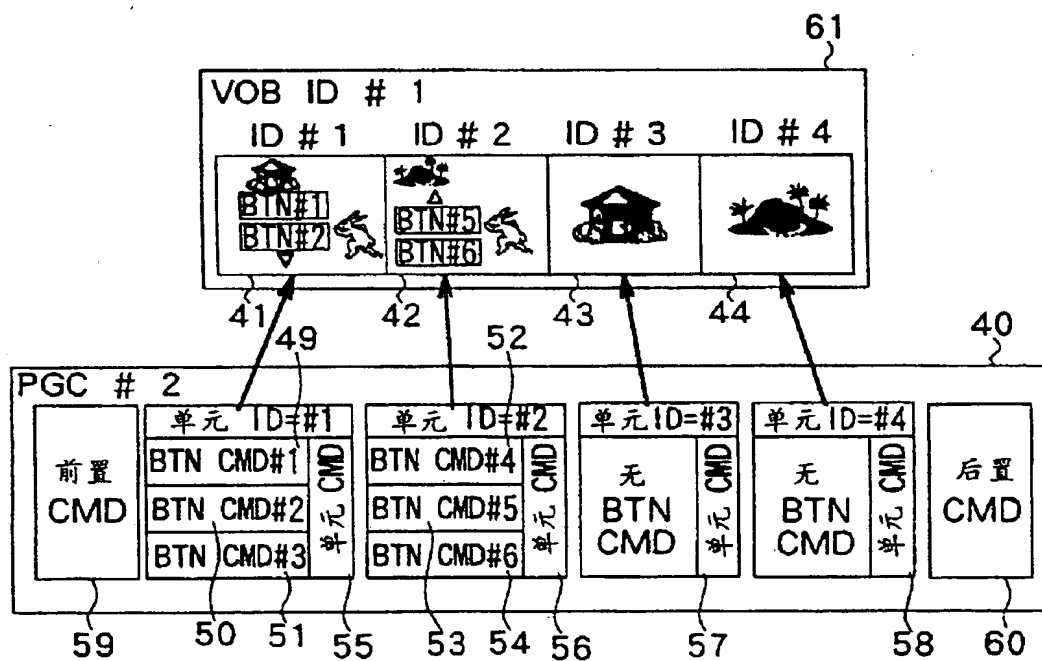 61
VOB ID # 1
ID # 1 ID # 2 ID # 3 ID # 4
BTN#1
BTN#2
BTN#5
BTN#6
41 42 43 44
49 52 40
PGC # 2
前置
CMD
单元 ID=#1
BTN CMD#1
BTN CMD#2
BTN CMD#3
单元 CMD
单元 ID=#2
BTN CMD#4
BTN CMD#5
BTN CMD#6
单元 CMD
单元 ID=#3
无
BTN
CMD
单元 CMD
单元 ID=#4
无
BTN
CMD
单元 CMD
后置
CMD
59 50 51 55 53 54 56 57 58 60